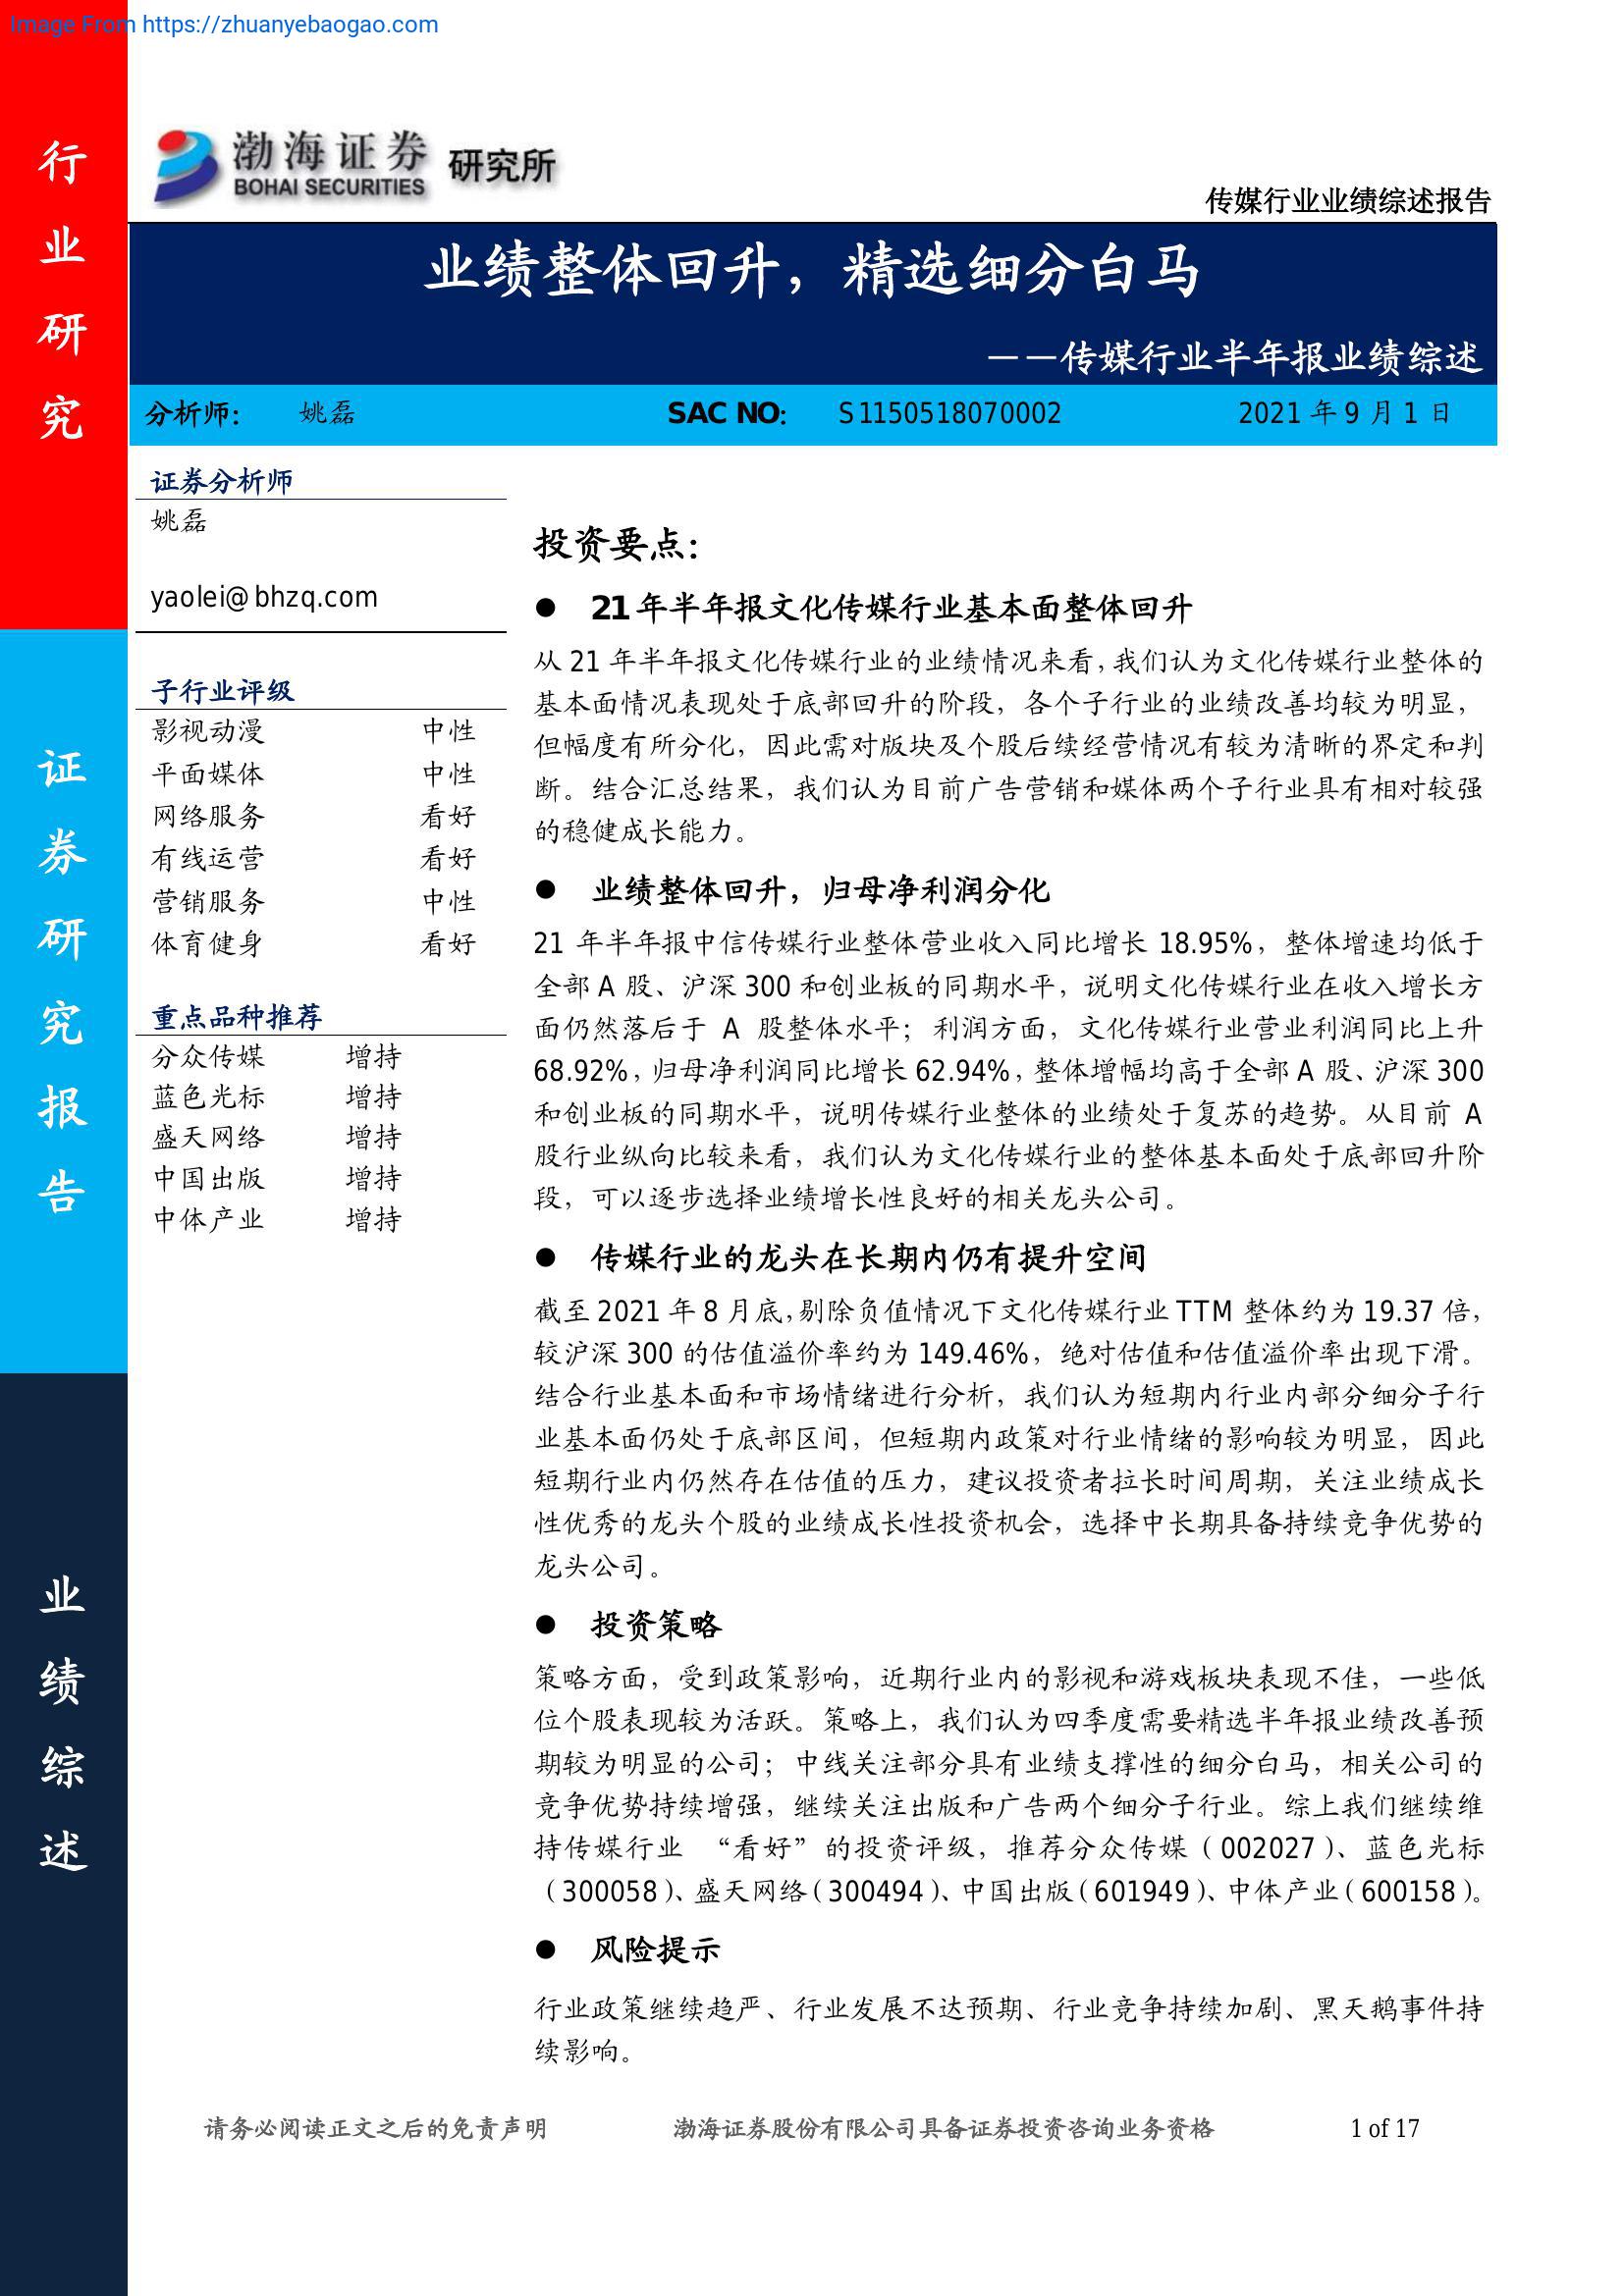 Image From https://zhuanyebaogao.com
行业研究
证券研究报告
业绩综述
渤海证券 研究所
BOHAI SECURITIES
传媒行业业绩综述报告
业绩整体回升，精选细分白马
——传媒行业半年报业绩综述
分析师： 姚磊 SAC NO： S1150518070002 2021 年 9 月 1 日
证券分析师
姚磊
yaolei@bhzq.com
子行业评级
影视动漫 中性
平面媒体 中性
网络服务 看好
有线运营 看好
营销服务 中性
体育健身 看好
重点品种推荐
分众传媒 增持
蓝色光标 增持
盛天网络 增持
中国出版 增持
中体产业 增持
投资要点：
● 21 年半年报文化传媒行业基本面整体回升
从 21 年半年报文化传媒行业的业绩情况来看，我们认为文化传媒行业整体的
基本面情况表现处于底部回升的阶段，各个子行业的业绩改善均较为明显，
但幅度有所分化，因此需对版块及个股后续经营情况有较为清晰的界定和判
断。结合汇总结果，我们认为目前广告营销和媒体两个子行业具有相对较强
的稳健成长能力。
● 业绩整体回升，归母净利润分化
21 年半年报中信传媒行业整体营业收入同比增长 18.95%，整体增速均低于
全部 A 股、沪深 300 和创业板的同期水平，说明文化传媒行业在收入增长方
面仍然落后于 A 股整体水平；利润方面，文化传媒行业营业利润同比上升
68.92%，归母净利润同比增长 62.94%，整体增幅均高于全部 A 股、沪深 300
和创业板的同期水平，说明传媒行业整体的业绩处于复苏的趋势。从目前 A
股行业纵向比较来看，我们认为文化传媒行业的整体基本面处于底部回升阶
段，可以逐步选择业绩增长性良好的相关龙头公司。
● 传媒行业的龙头在长期内仍有提升空间
截至 2021 年 8 月底，剔除负值情况下文化传媒行业 TTM 整体约为 19.37 倍，
较沪深 300 的估值溢价率约为 149.46%，绝对估值和估值溢价率出现下滑。
结合行业基本面和市场情绪进行分析，我们认为短期内行业内部分细分子行
业基本面仍处于底部区间，但短期内政策对行业情绪的影响较为明显，因此
短期行业内仍然存在估值的压力，建议投资者拉长时间周期，关注业绩成长
性优秀的龙头个股的业绩成长性投资机会，选择中长期具备持续竞争优势的
龙头公司。
● 投资策略
策略方面，受到政策影响，近期行业内的影视和游戏板块表现不佳，一些低
位个股表现较为活跃。策略上，我们认为四季度需要精选半年报业绩改善预
期较为明显的公司；中线关注部分具有业绩支撑性的细分白马，相关公司的
竞争优势持续增强，继续关注出版和广告两个细分子行业。综上我们继续维
持传媒行业 “看好”的投资评级，推荐分众传媒（002027）、蓝色光标
（300058）、盛天网络（300494）、中国出版（601949）、中体产业（600158）。
● 风险提示
行业政策继续趋严、行业发展不达预期、行业竞争持续加剧、黑天鹅事件持
续影响。
请务必阅读正文之后的免责声明 渤海证券股份有限公司具备证券投资咨询业务资格 1 of 17